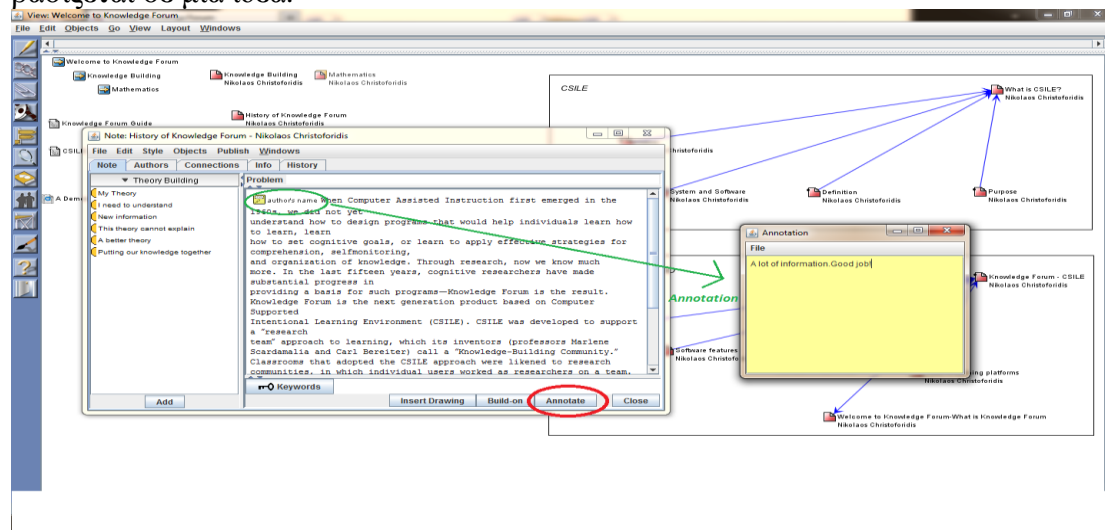 βασίζεται σε μια ιδέα.
View: Welcome to Knowledge Forum
File Edit Objects Go View Layout Windows
Welcome to Knowledge Forum
Knowledge Building
Mathematics
Knowledge Building
Nikolaos Christoforidis
Mathematics
Nikolaos Christoforidis
Knowledge Forum Guide
History of Knowledge Forum
Nikolaos Christoforidis
CSIL
A Demo
CSILE
What is CSILE?
Nikolaos Christoforidis
hristoforidis
System and Software
Nikolaos Christoforidis
Definition
Nikolaos Christoforidis
Purpose
Nikolaos Christoforidis
Note: History of Knowledge Forum - Nikolaos Christoforidis
File Edit Style Objects Publish Windows
Note Authors Connections Info History
Theory Building
My Theory
I need to understand
New information
This theory cannot explain
A better theory
Putting our knowledge together
Add
Problem
author's name When Computer Assisted Instruction first emerged in the
1960s, we did not yet
understand how to design programs that would help individuals learn how
to learn, learn
how to set cognitive goals, or learn to apply effective strategies for
comprehension, selfmonitoring,
and organization of knowledge. Through research, now we know much
more. In the last fifteen years, cognitive researchers have made
substantial progress in
providing a basis for such programs—Knowledge Forum is the result.
Knowledge Forum is the next generation product based on Computer
Supported
Intentional Learning Environment (CSILE). CSILE was developed to support
a "research
team" approach to learning, which its inventors (professors Marlene
Scardamalia and Carl Bereiter) call a "Knowledge-Building Community."
Classrooms that adopted the CSILE approach were likened to research
communities, in which individual users worked as researchers on a team.
Keywords
Insert Drawing Build-on Annotate Close
Annotation
Annotation
File
A lot of information.Good job!
Knowledge Forum - CSILE
Nikolaos Christoforidis
Software features
Nikolaos Christofo
ng platforms
Nikolaos Christoforidis
Welcome to Knowledge Forum-What is Knowledge Forum
Nikolaos Christoforidis